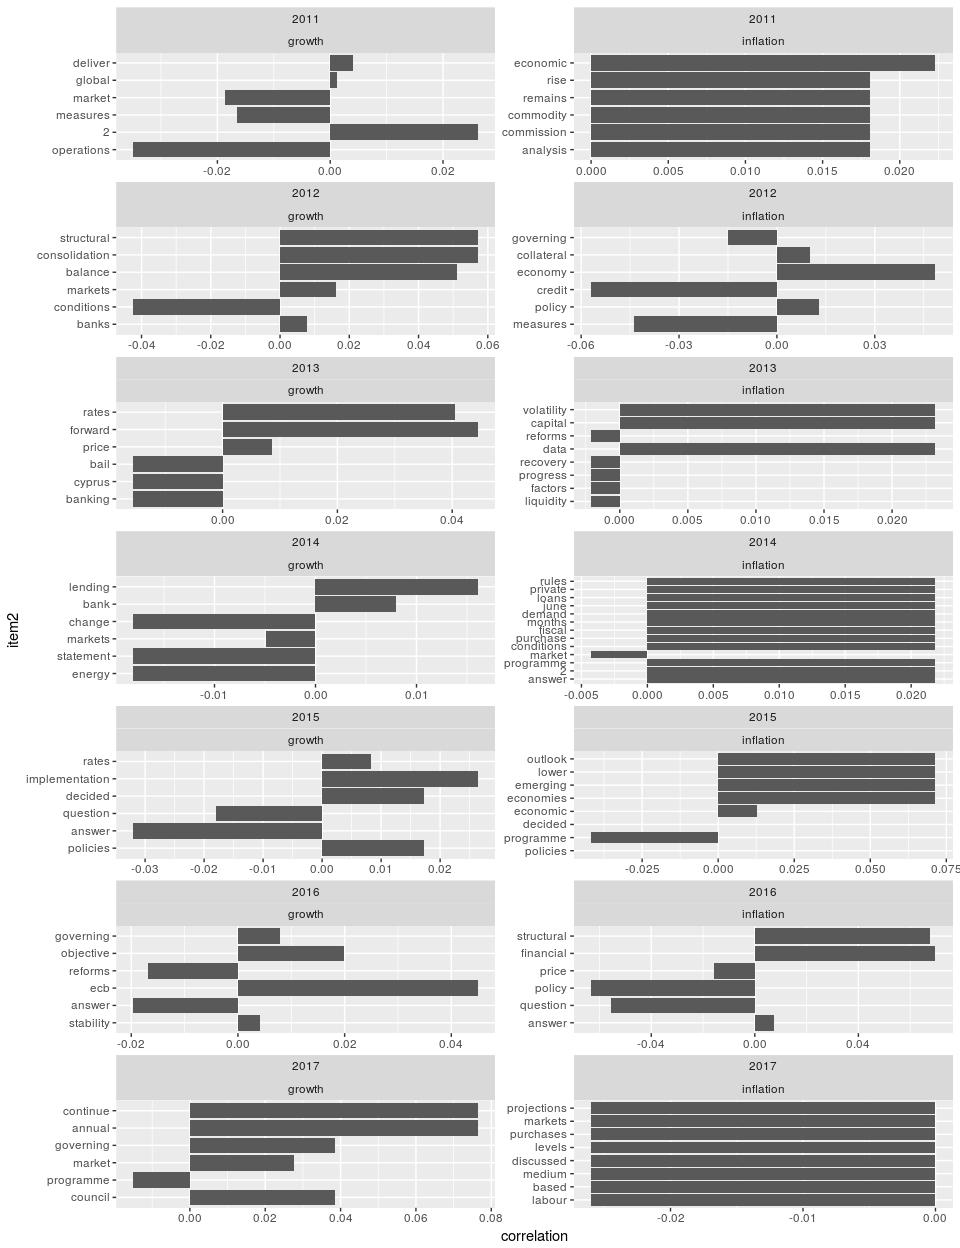 2011
growth
deliver
global
market
measures
2
operations
-0.02 0.00 0.02
2011
inflation
economic
rise
remains
commodity
commission
analysis
0.000 0.005 0.010 0.015 0.020
2012
growth
structural
consolidation
balance
markets
conditions
banks
-0.04 -0.02 0.00 0.02 0.04 0.06
2012
inflation
governing
collateral
economy
credit
policy
measures
-0.06 -0.03 0.00 0.03
2013
growth
rates
forward
price
bail
cyprus
banking
0.00 0.02 0.04
2013
inflation
volatility
capital
reforms
data
recovery
progress
factors
liquidity
0.000 0.005 0.010 0.015 0.020
2014
growth
lending
bank
change
markets
statement
energy
-0.01 0.00 0.01
2014
inflation
rules
private
loans
june
demand
months
fiscal
purchase
conditions
market
programme
2
answer
-0.005 0.000 0.005 0.010 0.015 0.020
2015
growth
rates
implementation
decided
question
answer
policies
-0.03 -0.02 -0.01 0.00 0.01 0.02
2015
inflation
outlook
lower
emerging
economies
economic
decided
programme
policies
-0.025 0.000 0.025 0.050 0.075
2016
growth
governing
objective
reforms
ecb
answer
stability
-0.02 0.00 0.02 0.04
2016
inflation
structural
financial
price
policy
question
answer
-0.04 0.00 0.04
2017
growth
continue
annual
governing
market
programme
council
0.00 0.02 0.04 0.06 0.08
2017
inflation
projections
markets
purchases
levels
discussed
medium
based
labour
-0.02 -0.01 0.00
item2
correlation